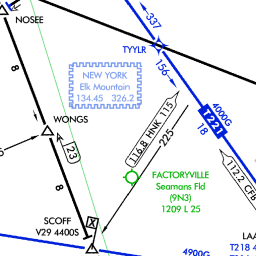 NOSEE
337
TYYLR
156
NEW YORK
Elk Mountain
134.45 326.2
8
4000G
T221
18
116.8 HNK 115
225
WONGS
23
112.2 CFB
FACTORYVILLE
Seamans Fld
(9N3)
1209 L 25
8
SCOFF
V29 4400S
X
4900G
LAA
T218 4